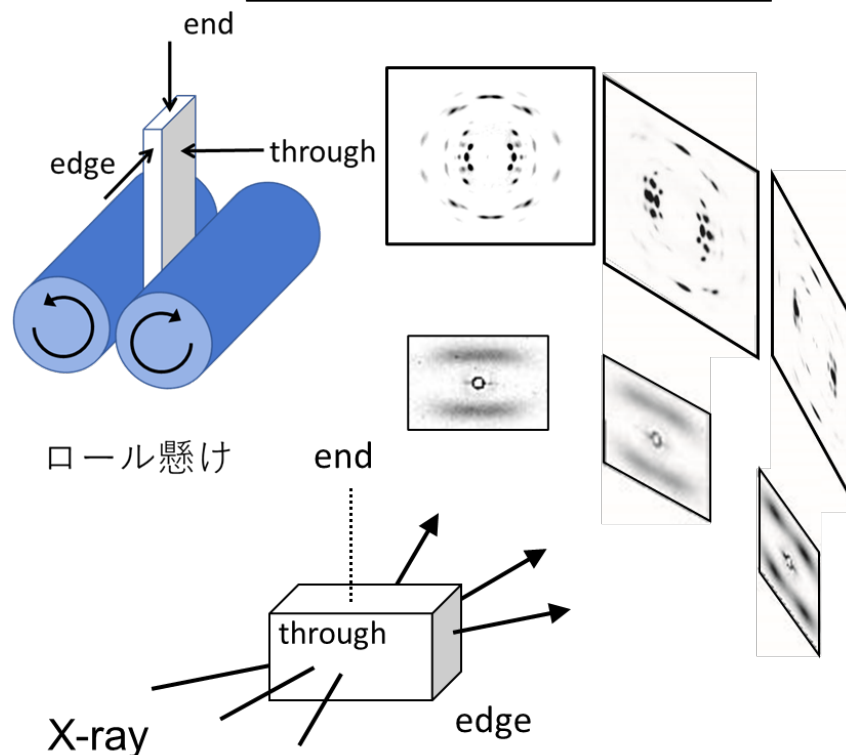 end
edge
through
ロール懸け
end
through
X-ray
edge